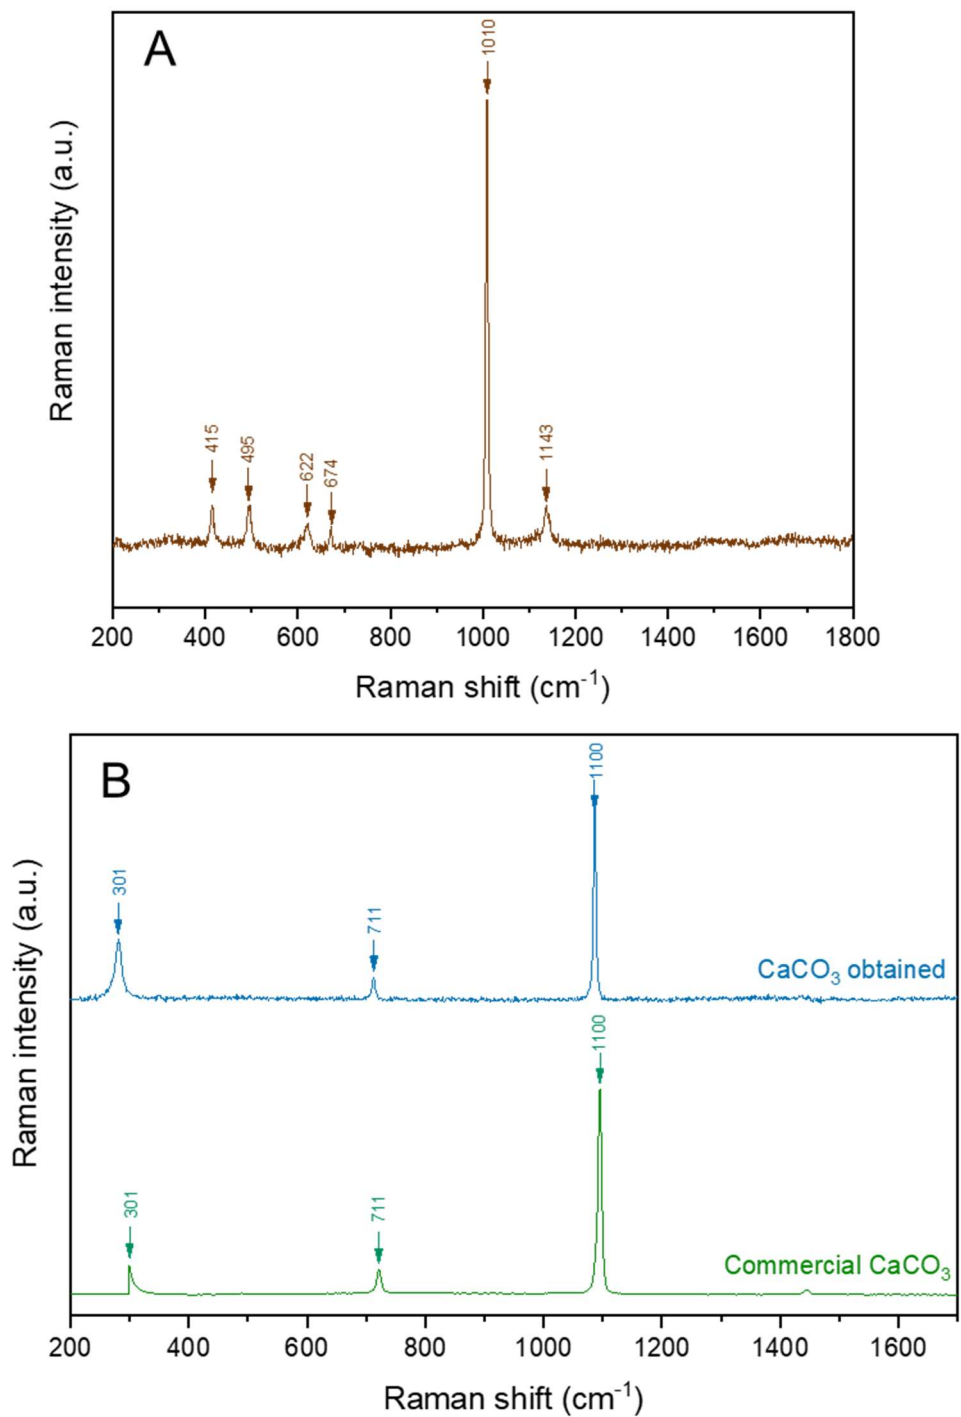 A
1010
Raman intensity (a.u.)
415
495
622
674
1143
200 400 600 800 1000 1200 1400 1600 1800
Raman shift (cm⁻¹)
B
1100
301
711
CaCO₃ obtained
Raman intensity (a.u.)
1100
301
711
Commercial CaCO₃
200 400 600 800 1000 1200 1400 1600
Raman shift (cm⁻¹)